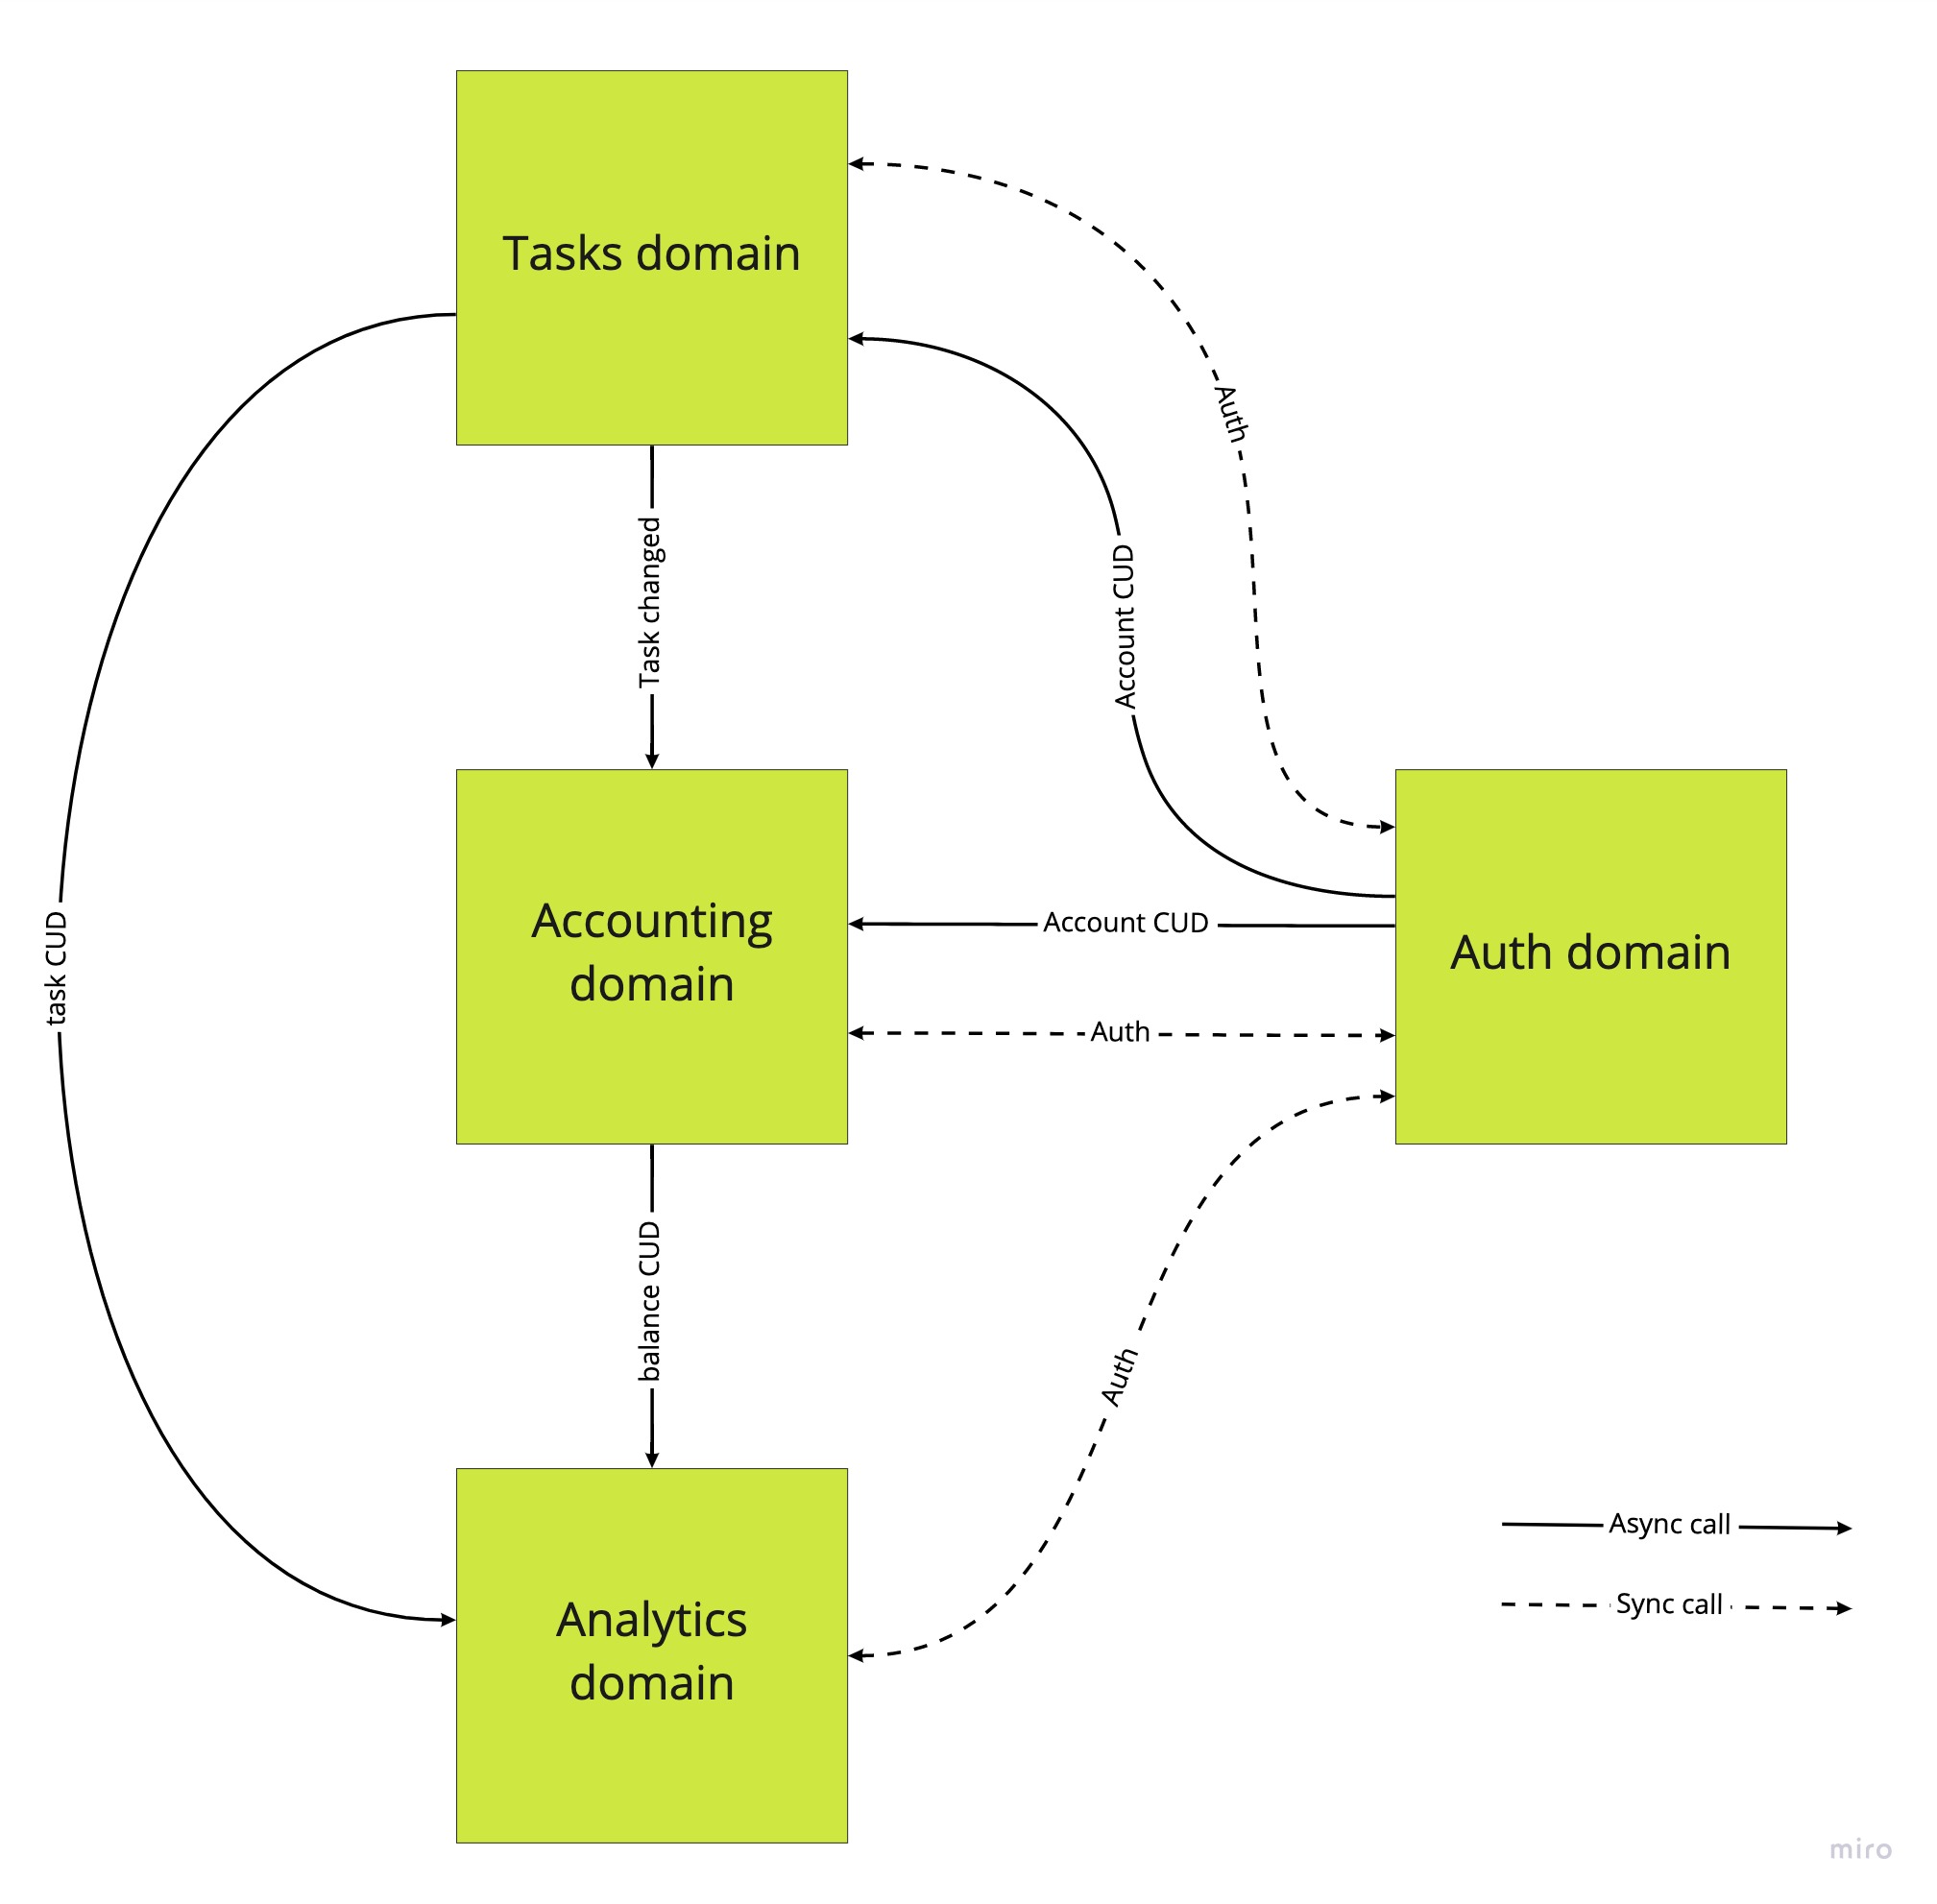 Tasks domain
Auth
Task changed
Account CUD
Accounting
domain
Account CUD
Auth
Auth domain
task CUD
balance CUD
Auth
Analytics
domain
Async call
Sync call
miro